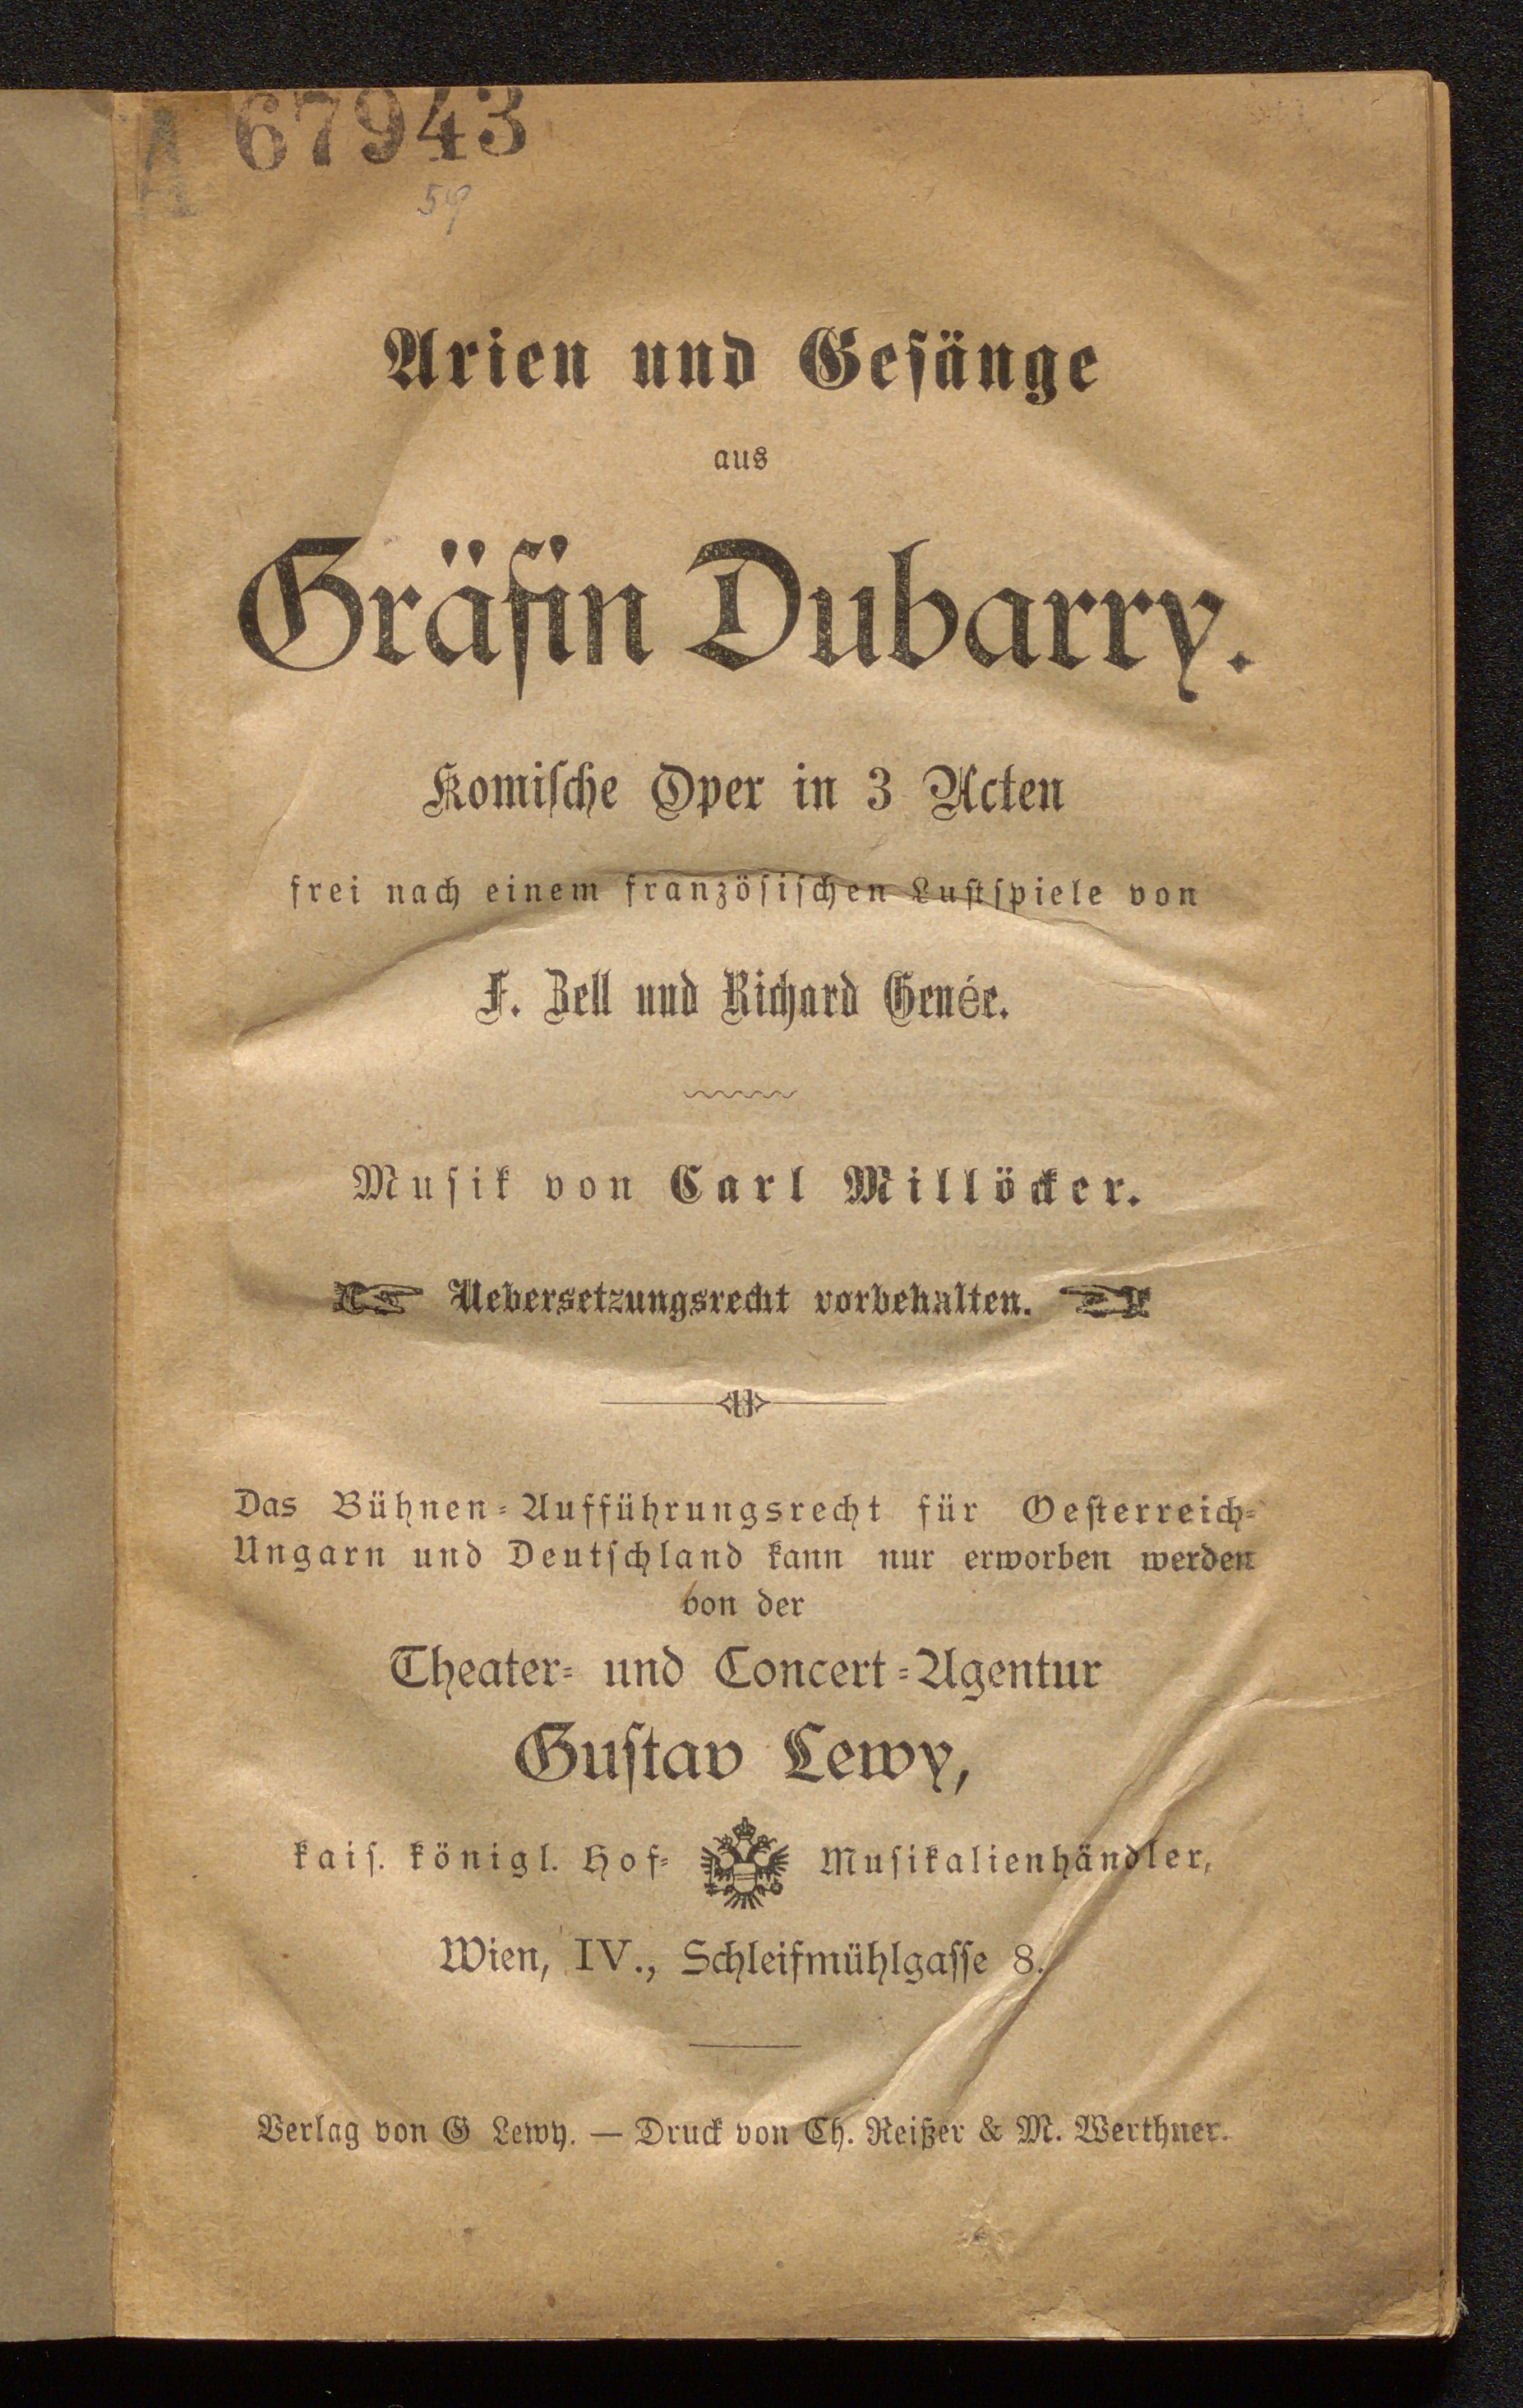 A 67943
59
Arien und Gesänge
aus
Gräfin Dubarry.
Komische Oper in 3 Acten
frei nach einem französischen Lustspiele von
F. Zell und Richard Genée.
Musik von Carl Millöcker.
Uebersetzungsrecht vorbehalten.
Das Bühnen-Aufführungsrecht für Oesterreich-
Ungarn und Deutschland kann nur erworben werden
von der
Theater- und Concert-Agentur
Gustav Lewy,
kais. königl. Hof- Musikalienhändler,
Wien, IV., Schleifmühlgasse 8.
Verlag von G Lewy. — Druck von Ch. Reißer & M. Werthner.